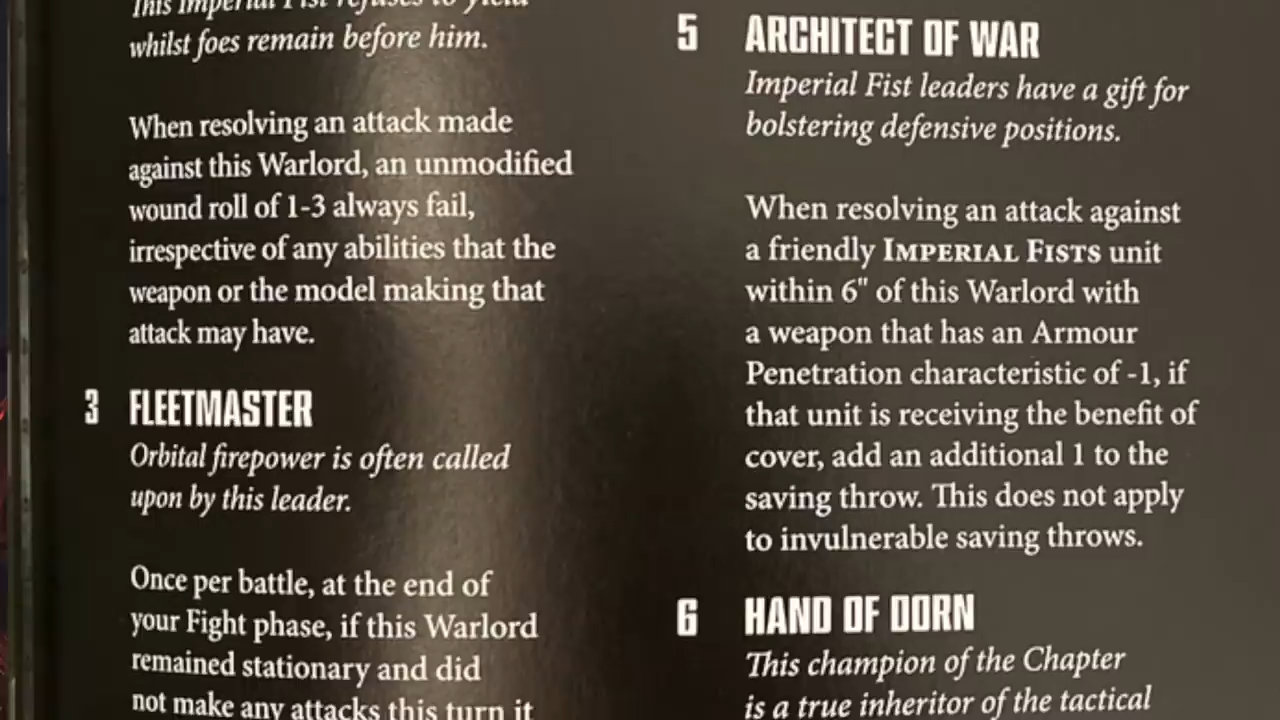 This Imperial Fist refuses to yield
whilst foes remain before him.
When resolving an attack made
against this Warlord, an unmodified
wound roll of 1-3 always fail,
irrespective of any abilities that the
weapon or the model making that
attack may have.
3 FLEETMASTER
Orbital firepower is often called
upon by this leader.
Once per battle, at the end of
your Fight phase, if this Warlord
remained stationary and did
not make any attacks this turn it
5 ARCHITECT OF WAR
Imperial Fist leaders have a gift for
bolstering defensive positions.
When resolving an attack against
a friendly IMPERIAL FISTS unit
within 6" of this Warlord with
a weapon that has an Armour
Penetration characteristic of -1, if
that unit is receiving the benefit of
cover, add an additional 1 to the
saving throw. This does not apply
to invulnerable saving throws.
6 HAND OF DORN
This champion of the Chapter
is a true inheritor of the tactical